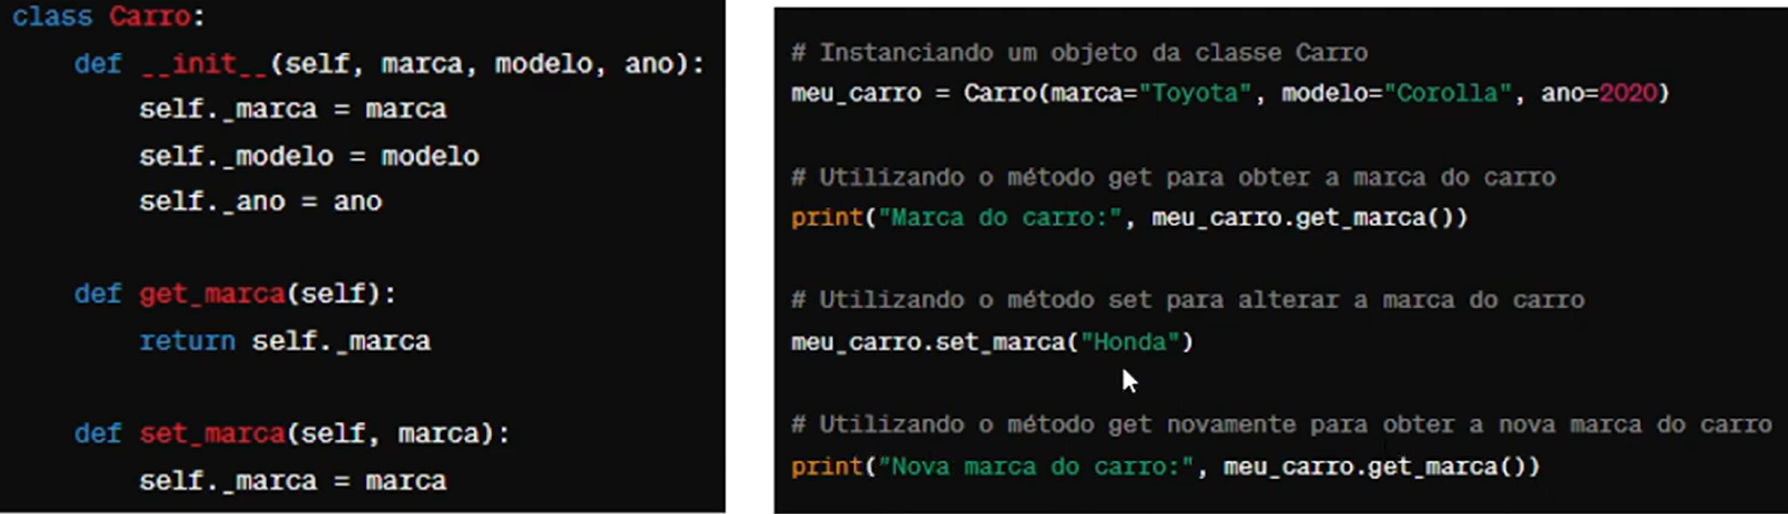 class Carro:
    def __init__(self, marca, modelo, ano):
        self._marca = marca
        self._modelo = modelo
        self._ano = ano
    def get_marca(self):
        return self._marca
    def set_marca(self, marca):
        self._marca = marca
# Instanciando um objeto da classe Carro
meu_carro = Carro(marca="Toyota", modelo="Corolla", ano=2020)
# Utilizando o método get para obter a marca do carro
print("Marca do carro:", meu_carro.get_marca())
# Utilizando o método set para alterar a marca do carro
meu_carro.set_marca("Honda")
# Utilizando o método get novamente para obter a nova marca do carro
print("Nova marca do carro:", meu_carro.get_marca())